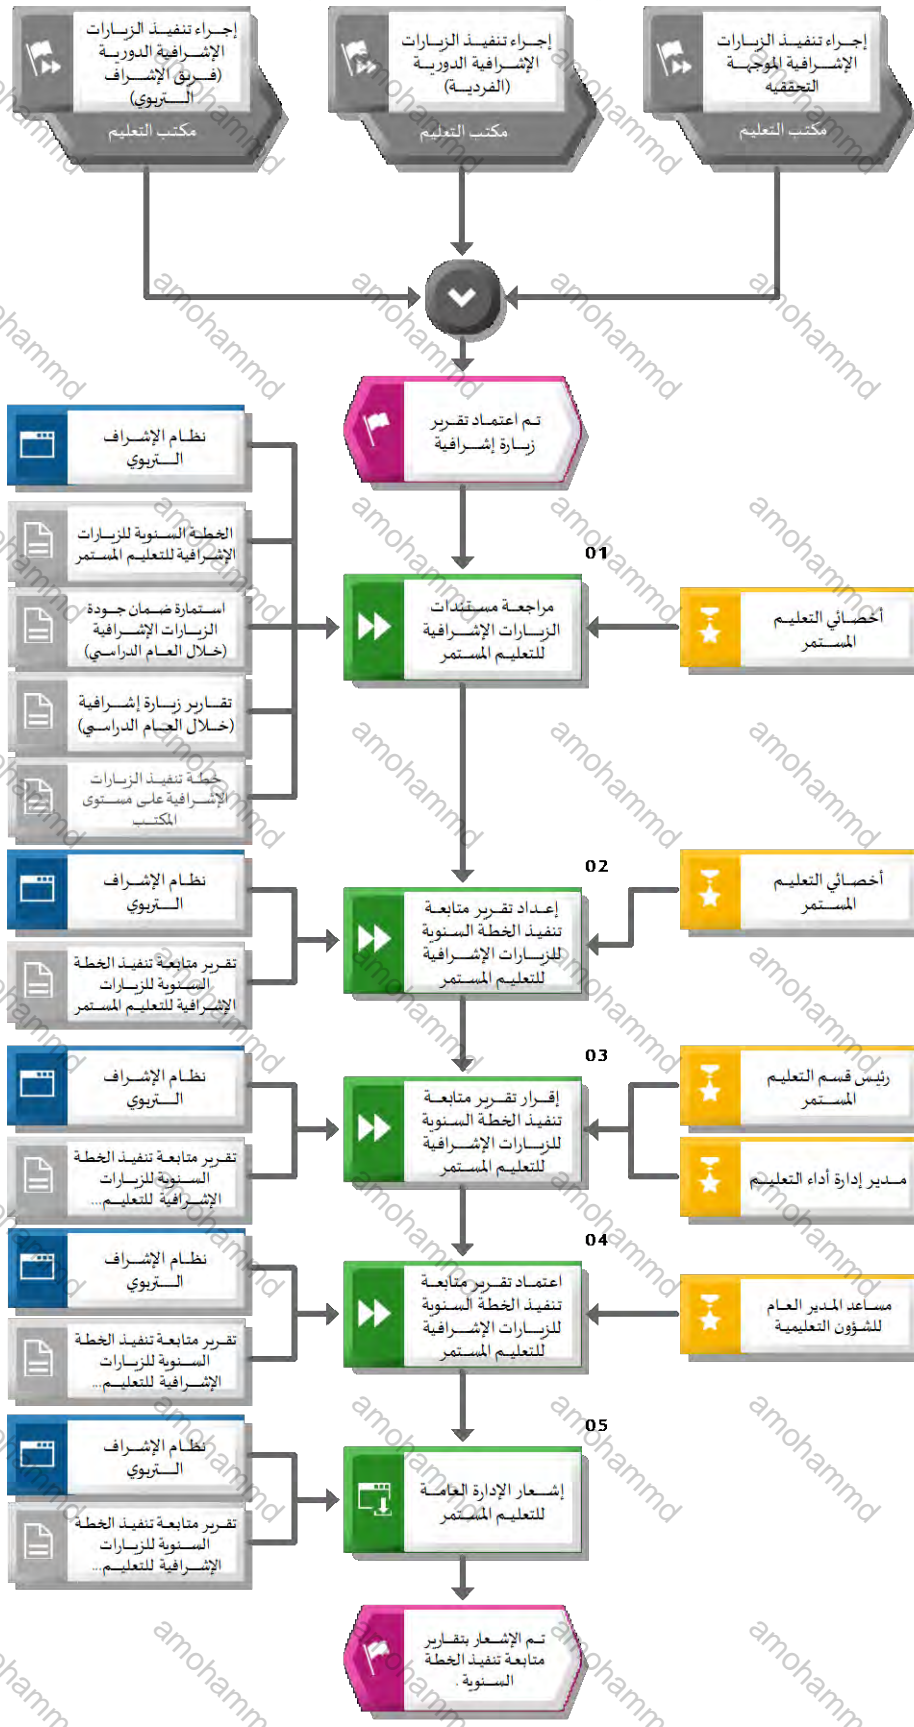 إجراء تنفيذ الزيارات
الإشرافية الموجهة
التحققيه
مكتب التعليم
إجراء تنفيذ الزيارات
الإشرافية الدورية
(الفردية)
مكتب التعليم
إجراء تنفيذ الزيارات
الإشرافية الدورية
(فريق الإشراف
التربوي)
مكتب التعليم
تم اعتماد تقرير
زيارة إشرافية
01
أخصائي التعليم
المستمر
مراجعة مستندات
الزيارات الإشرافية
للتعليم المستمر
نظام الإشراف
التربوي
الخطة السنوية للزيارات
الإشرافية للتعليم المستمر
استمارة ضمان جودة
الزيارات الإشرافية
(خلال العام الدراسي)
تقارير زيارة إشرافية
(خلال العام الدراسي)
خطة تنفيذ الزيارات
الإشرافية على مستوى
المكتب
02
أخصائي التعليم
المستمر
إعداد تقرير متابعة
تنفيذ الخطة السنوية
للزيارات الإشرافية
للتعليم المستمر
نظام الإشراف
التربوي
تقرير متابعة تنفيذ الخطة
السنوية للزيارات
الإشرافية للتعليم المستمر
03
رئيس قسم التعليم
المستمر
مدير إدارة أداء التعليم
إقرار تقرير متابعة
تنفيذ الخطة السنوية
للزيارات الإشرافية
للتعليم المستمر
نظام الإشراف
التربوي
تقرير متابعة تنفيذ الخطة
السنوية للزيارات
الإشرافية للتعليم...
04
مساعد المدير العام
للشؤون التعليمية
اعتماد تقرير متابعة
تنفيذ الخطة السنوية
للزيارات الإشرافية
للتعليم المستمر
نظام الإشراف
التربوي
تقرير متابعة تنفيذ الخطة
السنوية للزيارات
الإشرافية للتعليم...
05
إشعار الإدارة العامة
للتعليم المستمر
نظام الإشراف
التربوي
تقرير متابعة تنفيذ الخطة
السنوية للزيارات
الإشرافية للتعليم...
تم الإشعار بتقارير
متابعة تنفيذ الخطة
السنوية .
amohammd